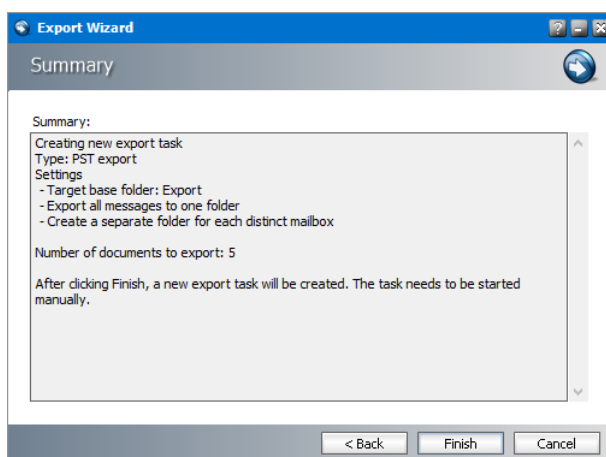 Export Wizard
Summary
Summary:
Creating new export task
Type: PST export
Settings
- Target base folder: Export
- Export all messages to one folder
- Create a separate folder for each distinct mailbox
Number of documents to export: 5
After clicking Finish, a new export task will be created. The task needs to be started
manually.
< Back
Finish
Cancel